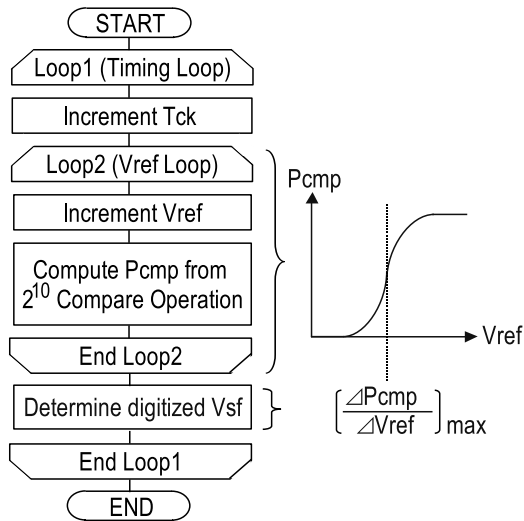 START
Loop1 (Timing Loop)
Increment Tck
Loop2 (Vref Loop)
Increment Vref
Compute Pcmp from
2¹⁰ Compare Operation
End Loop2
Determine digitized Vsf
End Loop1
END
Pcmp
Vref
⊿Pcmp
⊿Vref
max